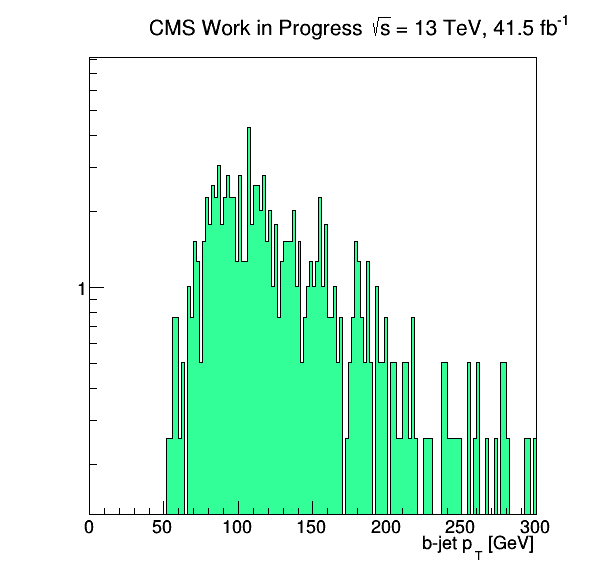 CMS Work in Progress √s = 13 TeV, 41.5 fb⁻¹
1
0 50 100 150 200 250 300
b-jet p_T [GeV]